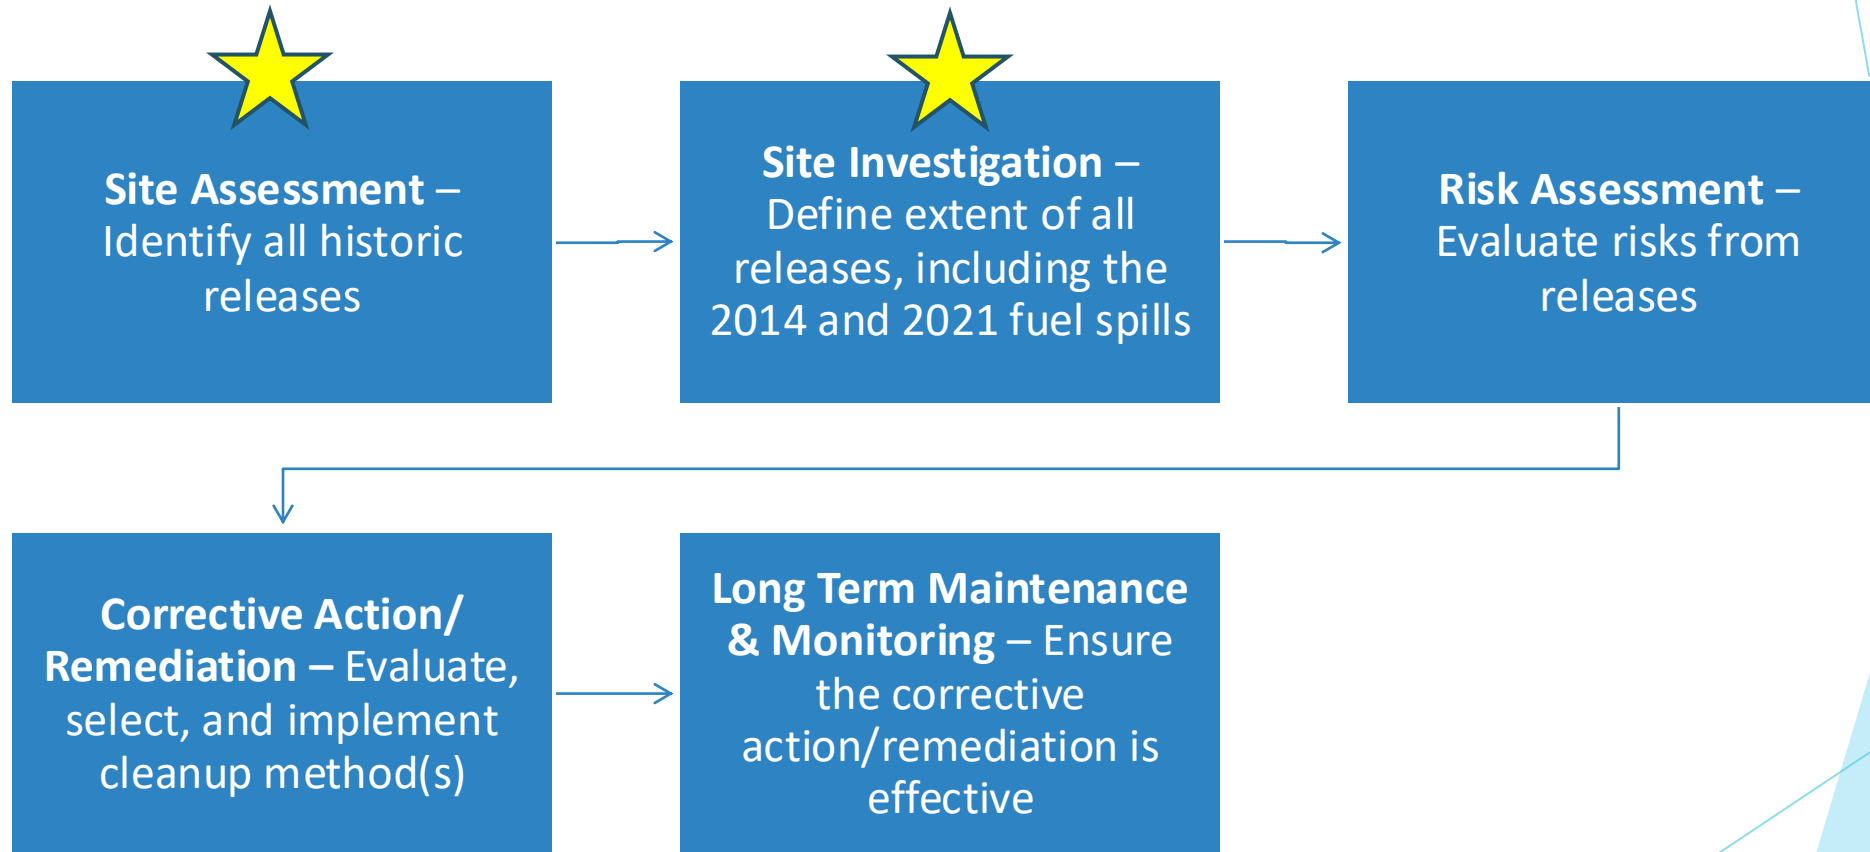 Site Assessment –
Identify all historic
releases
Site Investigation –
Define extent of all
releases, including the
2014 and 2021 fuel spills
Risk Assessment –
Evaluate risks from
releases
Corrective Action/
Remediation – Evaluate,
select, and implement
cleanup method(s)
Long Term Maintenance
& Monitoring – Ensure
the corrective
action/remediation is
effective